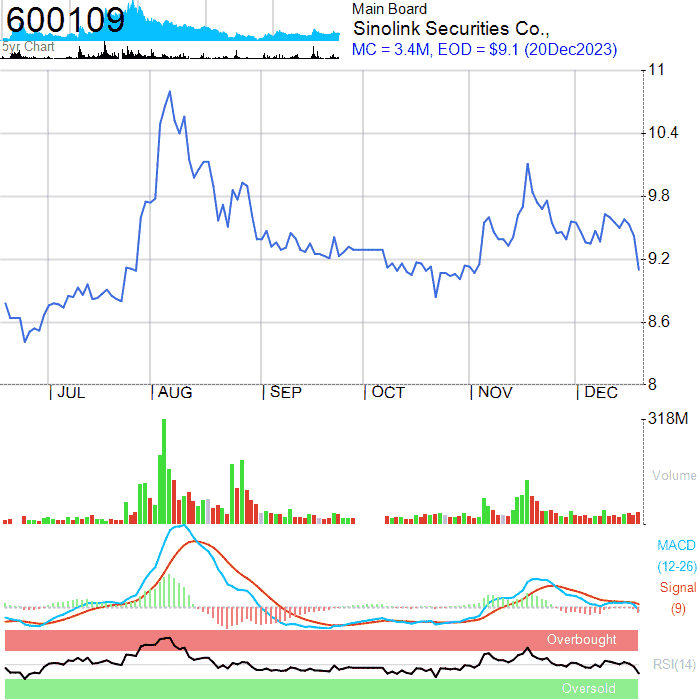 600109
5yr Chart
Main Board
Sinolink Securities Co.,
MC = 3.4M, EOD = $9.1 (20Dec2023)
11
10.4
9.8
9.2
8.6
8
| JUL | AUG | SEP | OCT | NOV | DEC
318M
Volume
MACD
(12-26)
Signal
(9)
Overbought
RSI(14)
Oversold